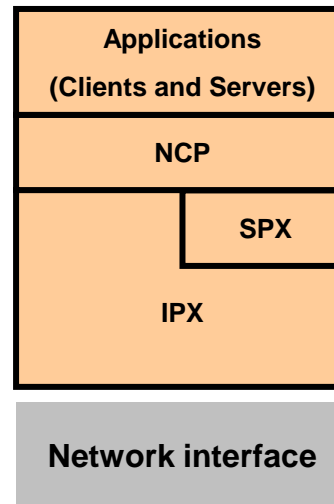 Applications
(Clients and Servers)
NCP
SPX
IPX
Network interface